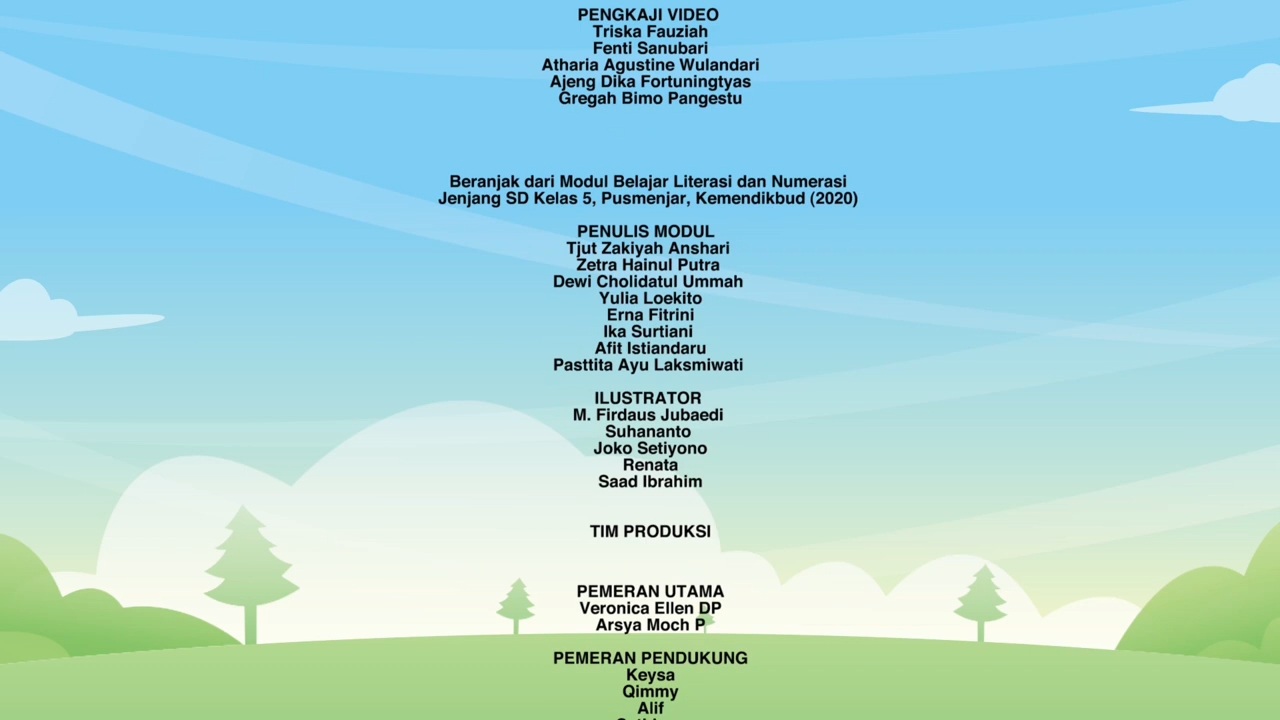 PENGKAJI VIDEO
Triska Fauziah
Fenti Sanubari
Atharia Agustine Wulandari
Ajeng Dika Fortuningtyas
Gregah Bimo Pangestu
Beranjak dari Modul Belajar Literasi dan Numerasi
Jenjang SD Kelas 5, Pusmenjar, Kemendikbud (2020)
PENULIS MODUL
Tjut Zakiyah Anshari
Zetra Hainul Putra
Dewi Cholidatul Ummah
Yulia Loekito
Erna Fitrini
Ika Surtiani
Afit Istiandaru
Pasttita Ayu Laksmiwati
ILUSTRATOR
M. Firdaus Jubaedi
Suhananto
Joko Setiyono
Renata
Saad Ibrahim
TIM PRODUKSI
PEMERAN UTAMA
Veronica Ellen DP
Arsya Moch P
PEMERAN PENDUKUNG
Keysa
Qimmy
Alif